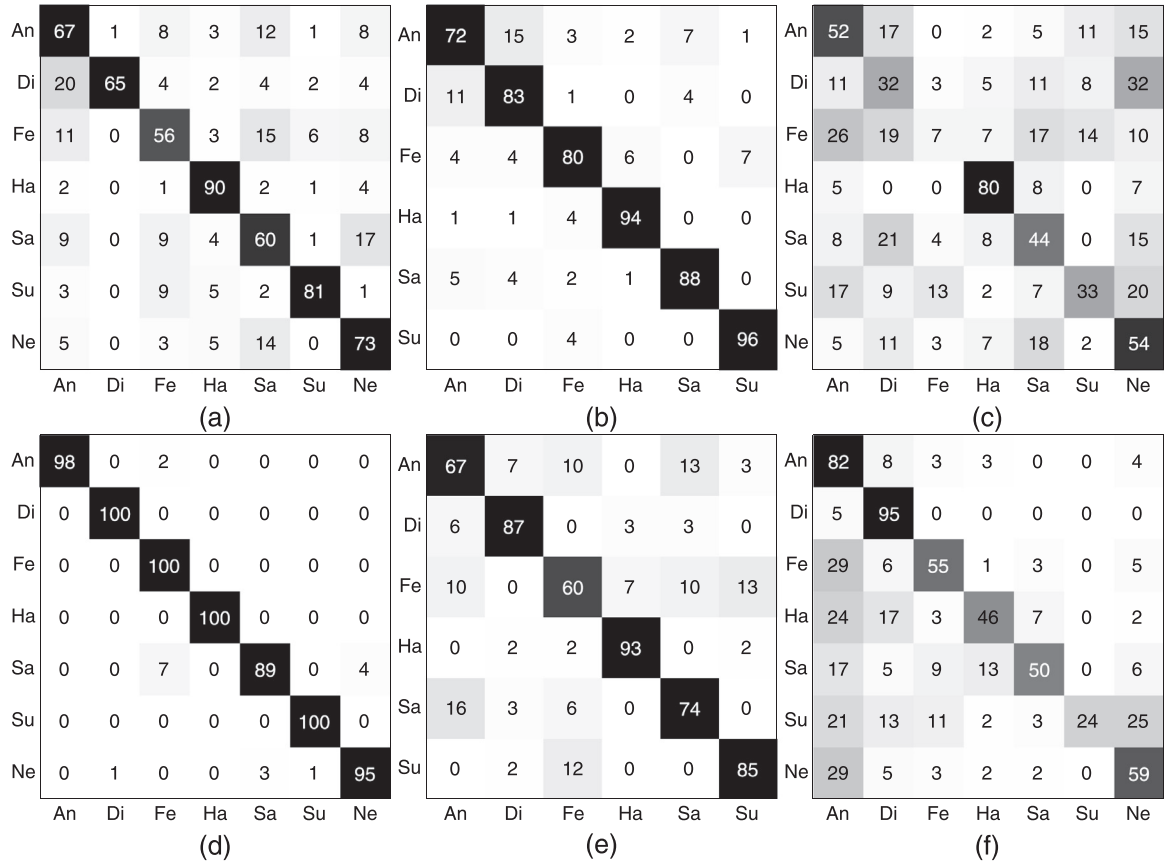 An 67 1 8 3 12 1 8
Di 20 65 4 2 4 2 4
Fe 11 0 56 3 15 6 8
Ha 2 0 1 90 2 1 4
Sa 9 0 9 4 60 1 17
Su 3 0 9 5 2 81 1
Ne 5 0 3 5 14 0 73
An Di Fe Ha Sa Su Ne
(a)
An 72 15 3 2 7 1
Di 11 83 1 0 4 0
Fe 4 4 80 6 0 7
Ha 1 1 4 94 0 0
Sa 5 4 2 1 88 0
Su 0 0 4 0 0 96
An Di Fe Ha Sa Su
(b)
An 52 17 0 2 5 11 15
Di 11 32 3 5 11 8 32
Fe 26 19 7 7 17 14 10
Ha 5 0 0 80 8 0 7
Sa 8 21 4 8 44 0 15
Su 17 9 13 2 7 33 20
Ne 5 11 3 7 18 2 54
An Di Fe Ha Sa Su Ne
(c)
An 98 0 2 0 0 0 0
Di 0 100 0 0 0 0 0
Fe 0 0 100 0 0 0 0
Ha 0 0 0 100 0 0 0
Sa 0 0 7 0 89 0 4
Su 0 0 0 0 0 100 0
Ne 0 1 0 0 3 1 95
An Di Fe Ha Sa Su Ne
(d)
An 67 7 10 0 13 3
Di 6 87 0 3 3 0
Fe 10 0 60 7 10 13
Ha 0 2 2 93 0 2
Sa 16 3 6 0 74 0
Su 0 2 12 0 0 85
An Di Fe Ha Sa Su
(e)
An 82 8 3 3 0 0 4
Di 5 95 0 0 0 0 0
Fe 29 6 55 1 3 0 5
Ha 24 17 3 46 7 0 2
Sa 17 5 9 13 50 0 6
Su 21 13 11 2 3 24 25
Ne 29 5 3 2 2 0 59
An Di Fe Ha Sa Su Ne
(f)